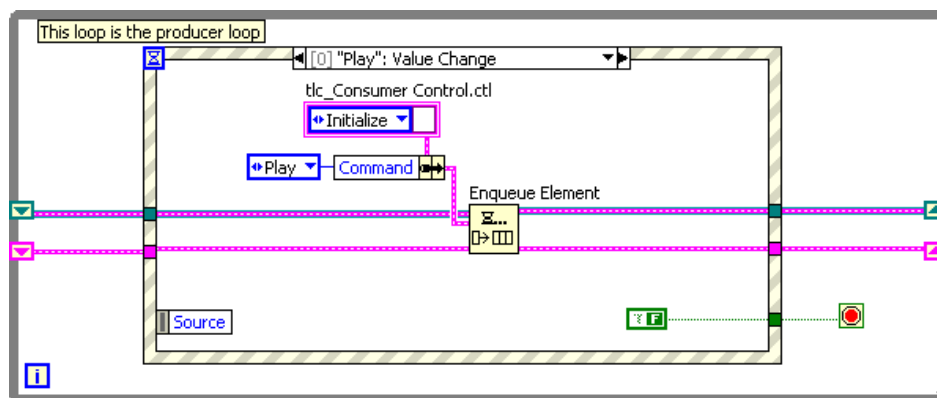 This loop is the producer loop
[0] "Play": Value Change
tlc_Consumer Control.ctl
Initialize
Play
Command
Enqueue Element
Source
F
i